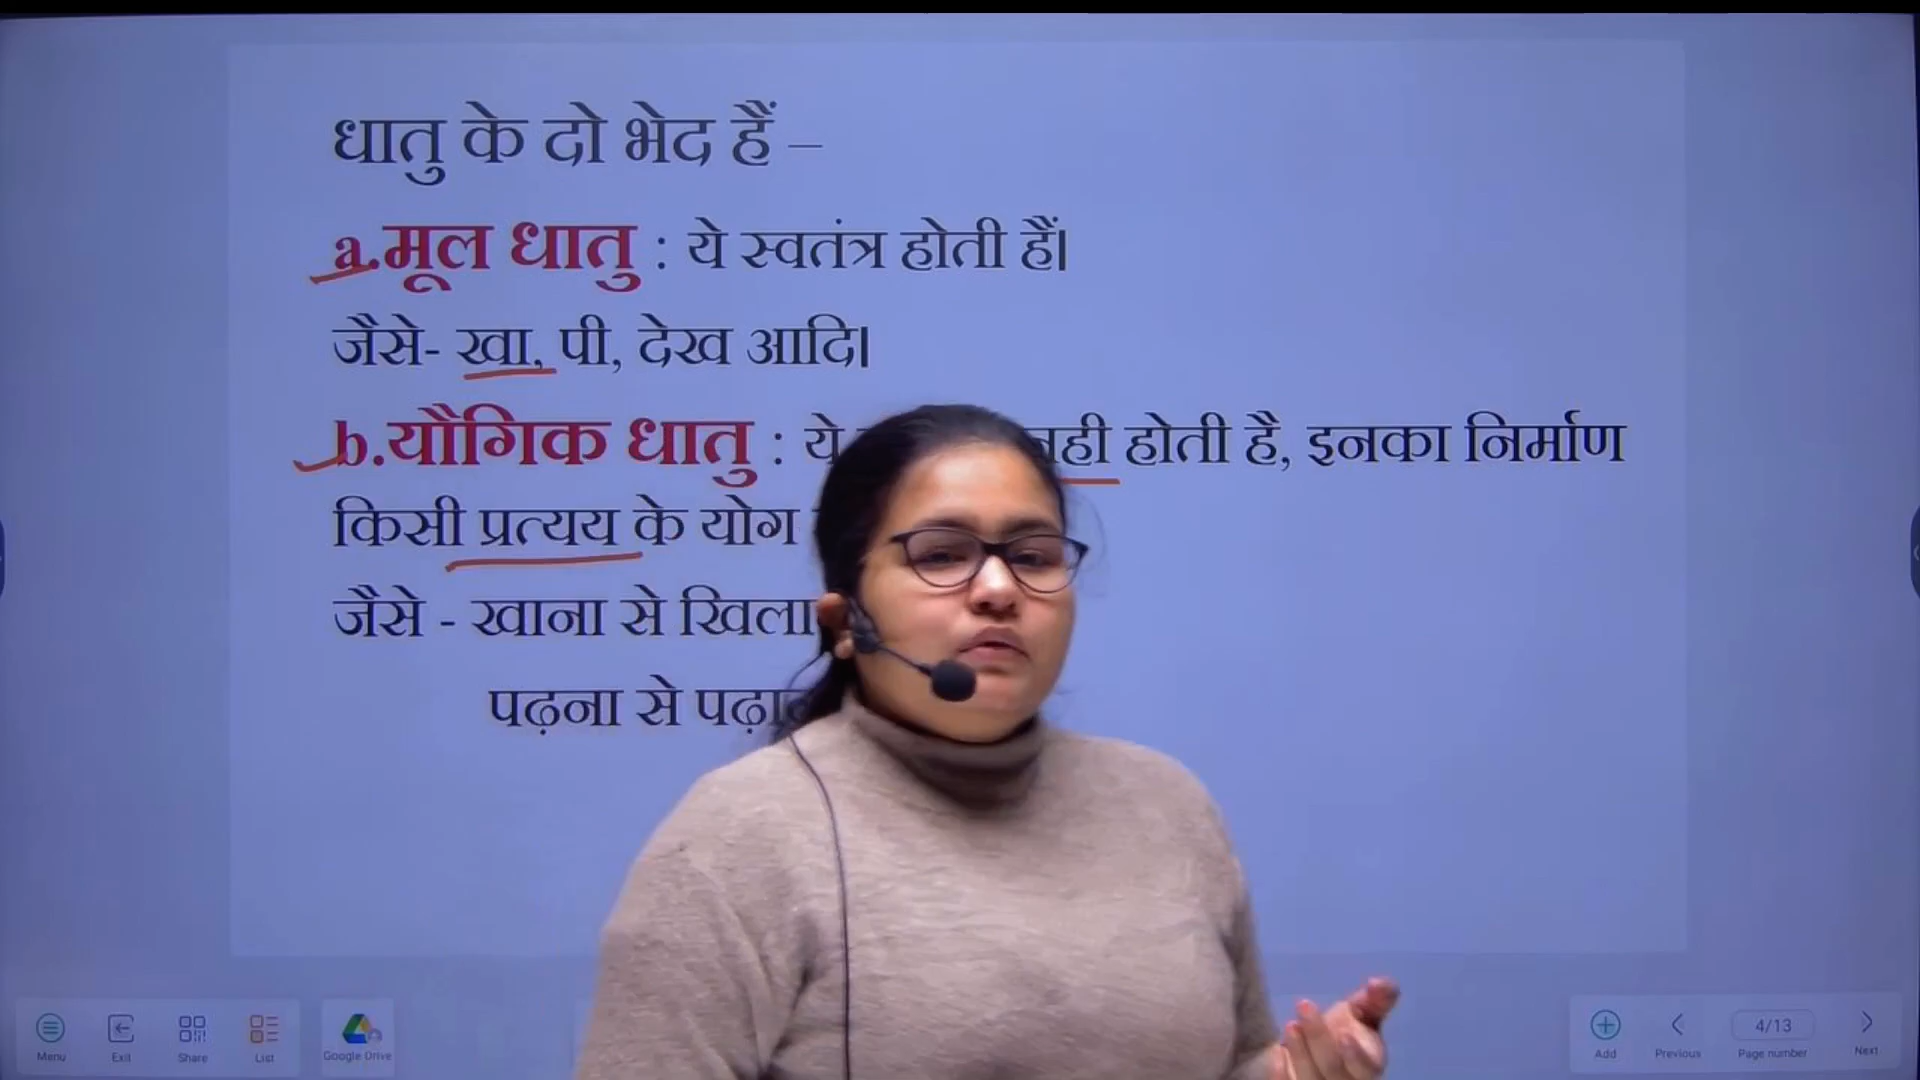 धातु के दो भेद हैं –
a.मूल धातु : ये स्वतंत्र होती हैं।
जैसे- खा, पी, देख आदि।
b.यौगिक धातु : ये नही होती है, इनका निर्माण
किसी प्रत्यय के योग
जैसे - खाना से खिला
पढ़ना से पढ़ा
Menu Exit Share List Google Drive Add Previous 4/13 Page number Next